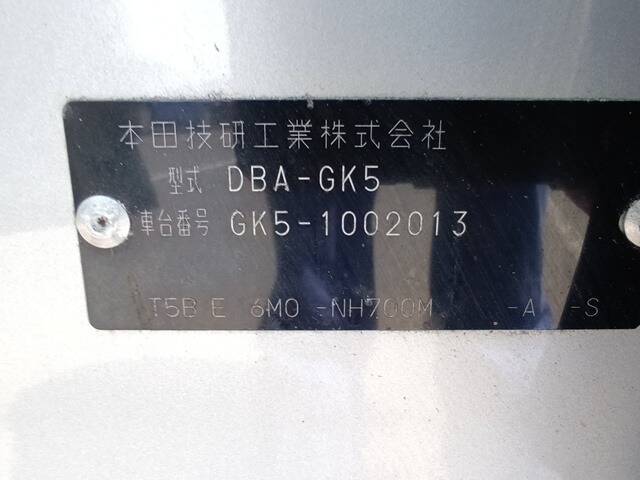 本田技研工業株式会社
型式 DBA-GK5
車台番号 GK5-1002013
T5B E 6M0 -NH700M -A -S